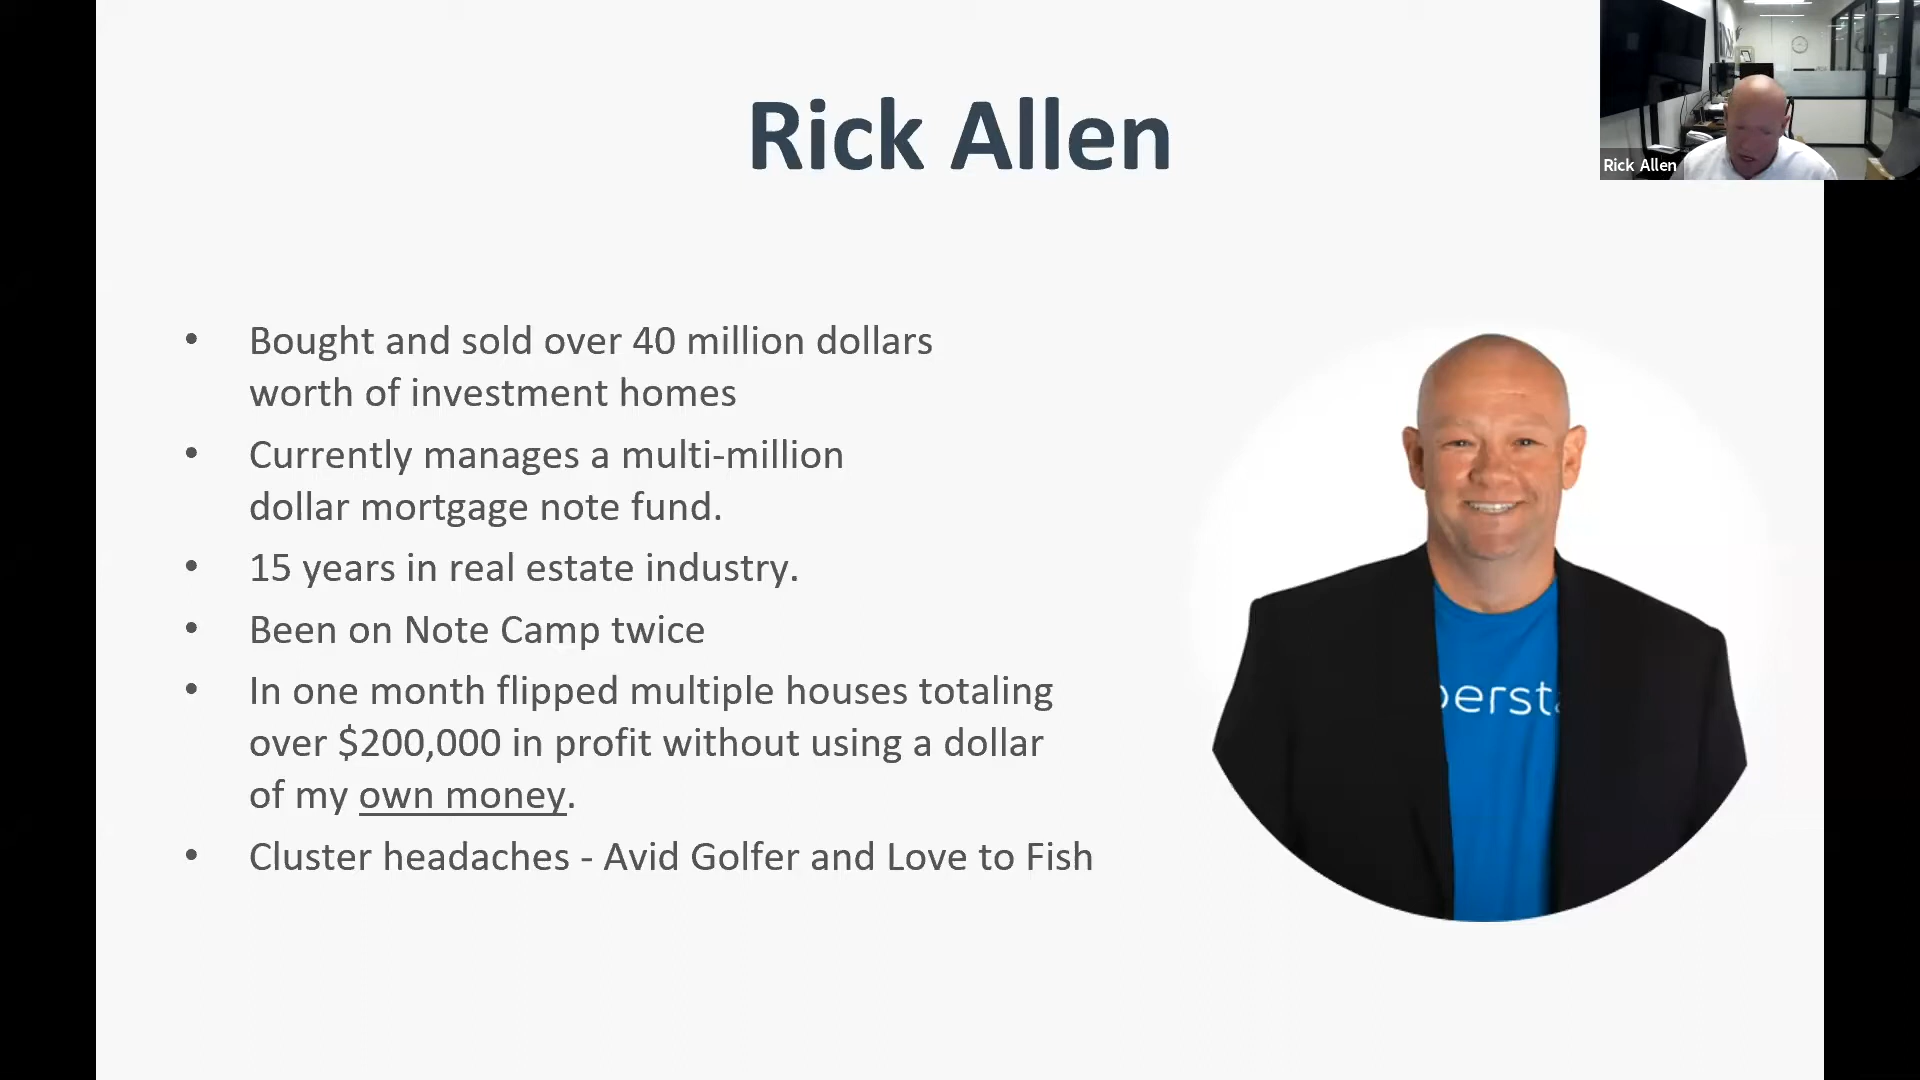 Rick Allen
Rick Allen
• Bought and sold over 40 million dollars
worth of investment homes
• Currently manages a multi-million
dollar mortgage note fund.
• 15 years in real estate industry.
• Been on Note Camp twice
• In one month flipped multiple houses totaling
over $200,000 in profit without using a dollar
of my own money.
• Cluster headaches - Avid Golfer and Love to Fish